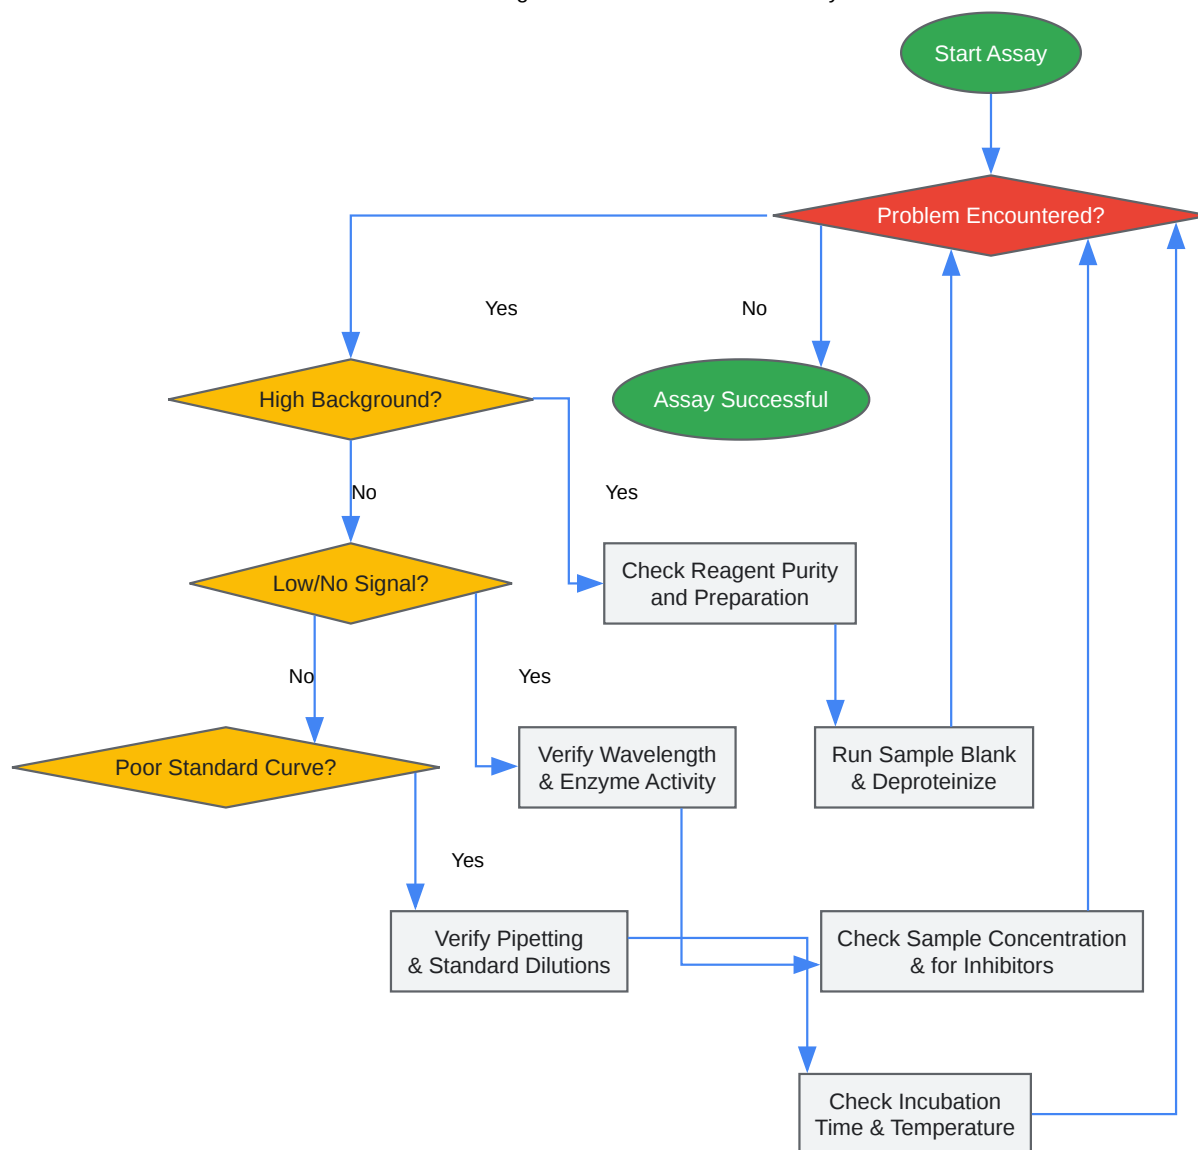 Start Assay
Problem Encountered?
Yes
No
High Background?
Assay Successful
No
Yes
Low/No Signal?
Check Reagent Purity
and Preparation
No
Yes
Poor Standard Curve?
Verify Wavelength
& Enzyme Activity
Run Sample Blank
& Deproteinize
Yes
Verify Pipetting
& Standard Dilutions
Check Sample Concentration
& for Inhibitors
Check Incubation
Time & Temperature